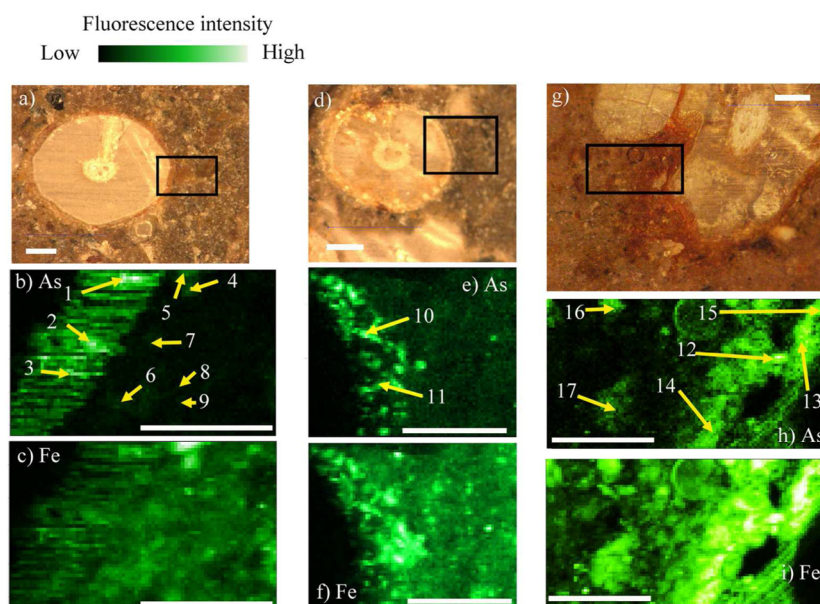 Fluorescence intensity
Low High
a)
d)
g)
b) As
1
4
5
2
7
3
6
8
9
e) As
10
11
16
15
12
17
14
13
h) As
c) Fe
f) Fe
i) Fe